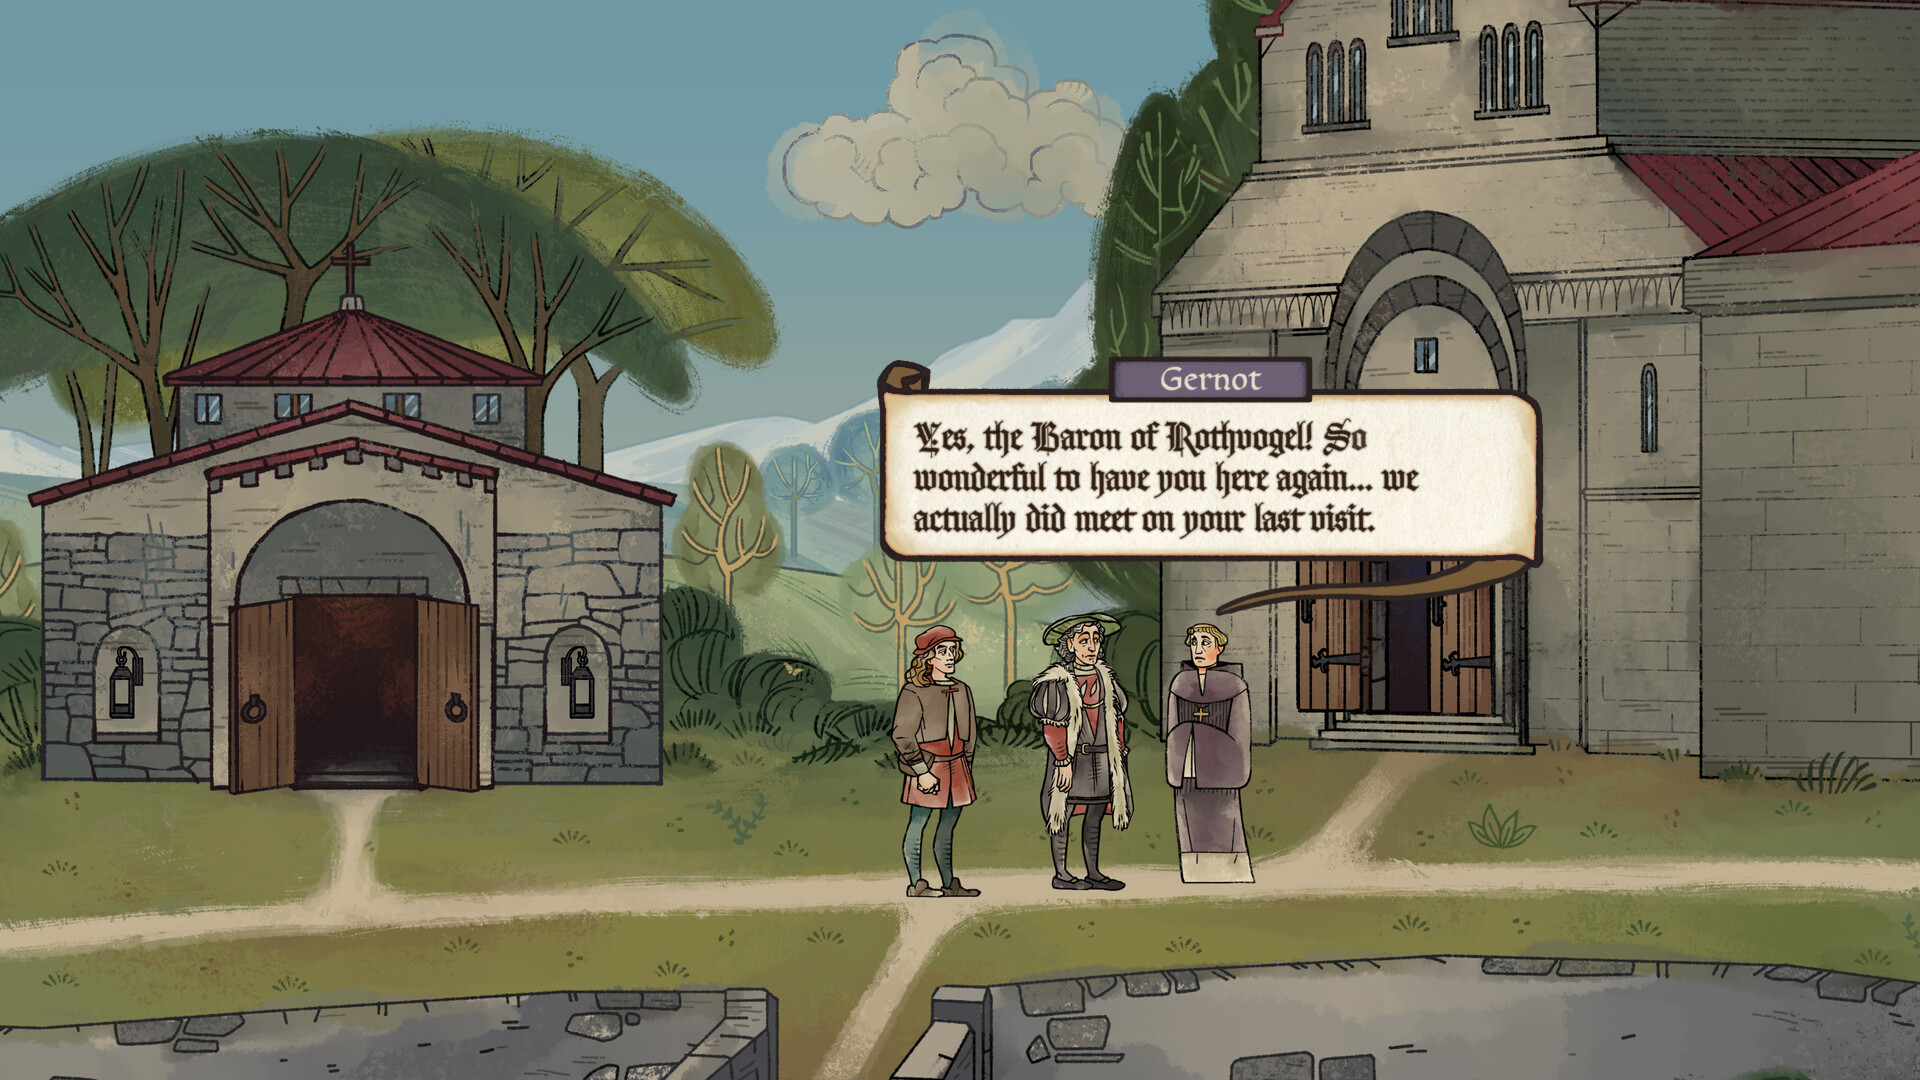 Gernot
Yes, the Baron of Rothvogel! So
wonderful to have you here again... we
actually did meet on your last visit.